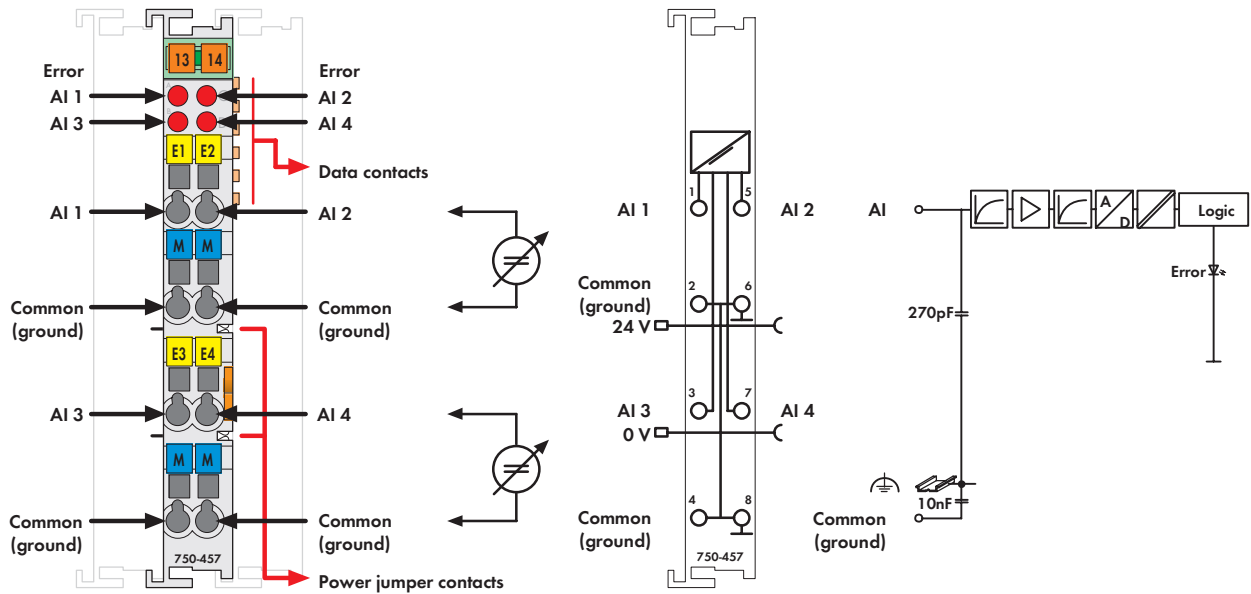 13 14
Error
Error
AI 1
AI 2
AI 3
AI 4
E1 E2
Data contacts
AI 1
AI 2
M M
Common
(ground)
Common
(ground)
E3 E4
AI 3
AI 4
M M
Common
(ground)
Common
(ground)
750-457
Power jumper contacts
1
5
AI 1
AI 2
Common
(ground)
2
6
24 V
3
7
AI 3
AI 4
0 V
4
8
Common
(ground)
750-457
AI
A
D
Logic
Error
270pF
10nF
Common
(ground)